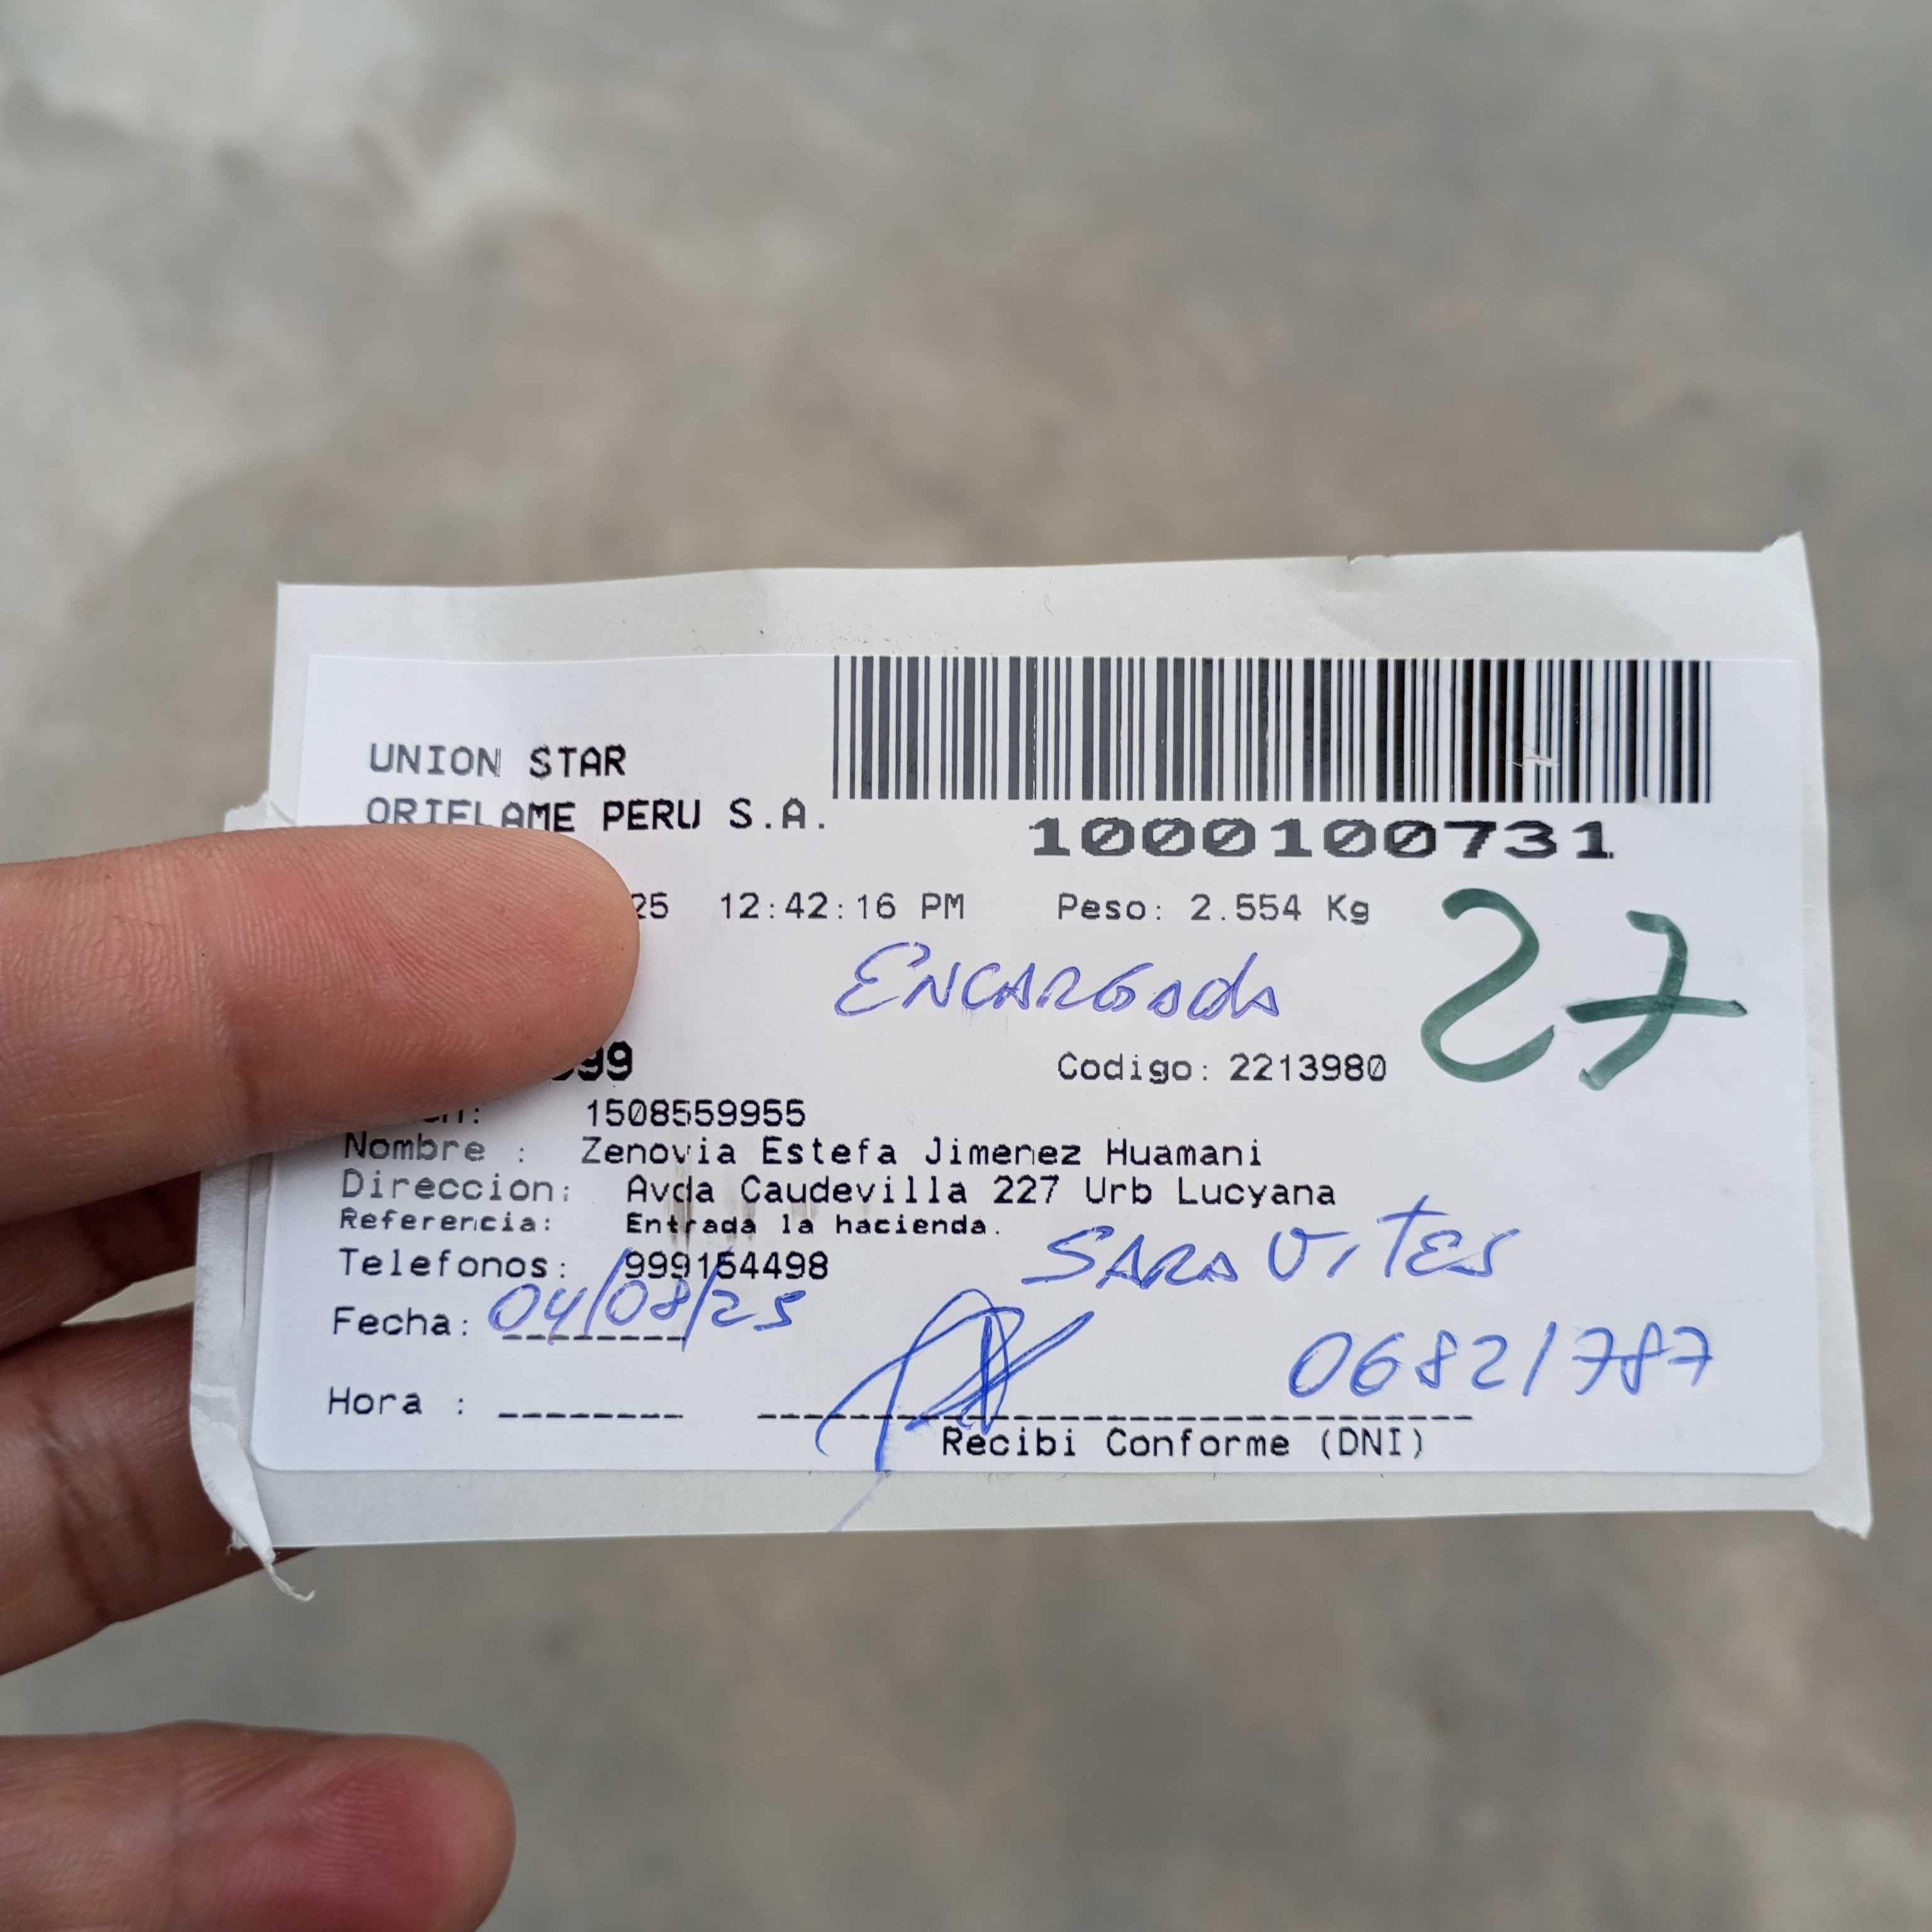 UNION STAR
ORIFLAME PERU S.A.
1000100731
25 12:42:16 PM Peso: 2.554 Kg
27
ENCARGADA
99 Codigo: 2213980
1508559955
Nombre : Zenovia Estefa Jimenez Huamani
Direccion: Avda Caudevilla 227 Urb Lucyana
Referencia: Entrada la hacienda.
Telefonos: 999154498
SARA VITES
Fecha: 04/08/25
06821787
Hora :
Recibi Conforme (DNI)